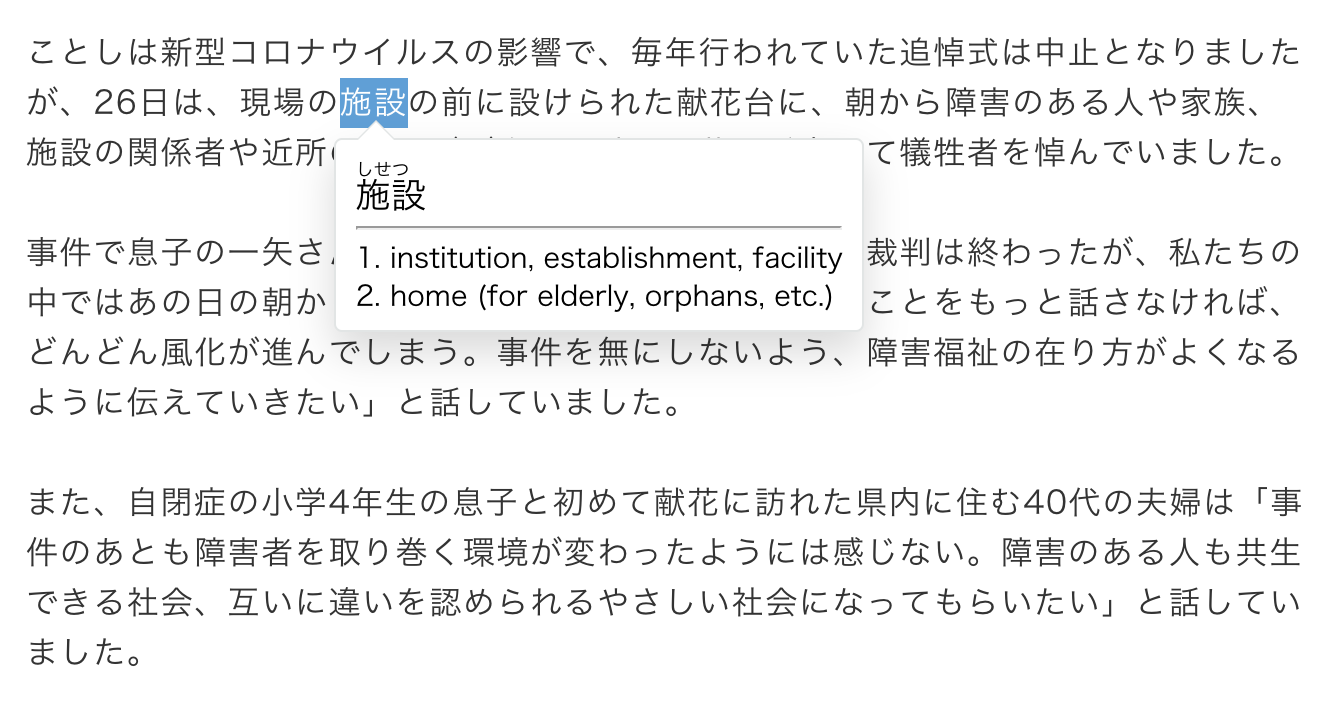 ことしは新型コロナウイルスの影響で、毎年行われていた追悼式は中止となりました
が、26日は、現場の施設の前に設けられた献花台に、朝から障害のある人や家族、
施設の関係者や近所
て犠牲者を悼んでいました。
しせつ
施設
1. institution, establishment, facility
2. home (for elderly, orphans, etc.)
事件で息子の一矢さ
裁判は終わったが、私たちの
中ではあの日の朝か
ことをもっと話さなければ、
どんどん風化が進んでしまう。事件を無にしないよう、障害福祉の在り方がよくなる
ように伝えていきたい」と話していました。
また、自閉症の小学4年生の息子と初めて献花に訪れた県内に住む40代の夫婦は「事
件のあとも障害者を取り巻く環境が変わったようには感じない。障害のある人も共生
できる社会、互いに違いを認められるやさしい社会になってもらいたい」と話してい
ました。